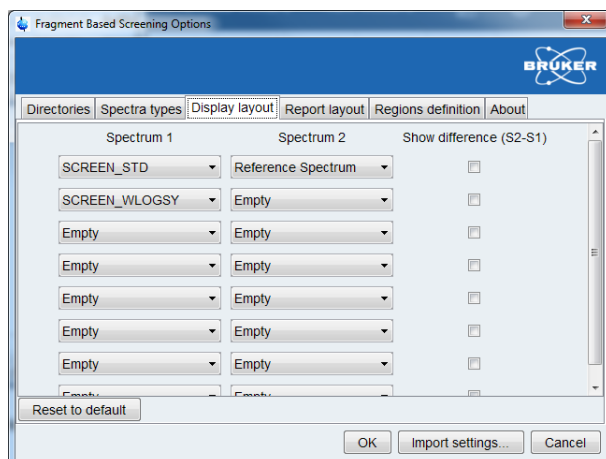 Fragment Based Screening Options
BRUKER
Directories Spectra types Display layout Report layout Regions definition About
Spectrum 1 Spectrum 2 Show difference (S2-S1)
SCREEN_STD Reference Spectrum
SCREEN_WLOGSY Empty
Empty Empty
Empty Empty
Empty Empty
Empty Empty
Empty Empty
Empty Empty
Reset to default
OK Import settings... Cancel